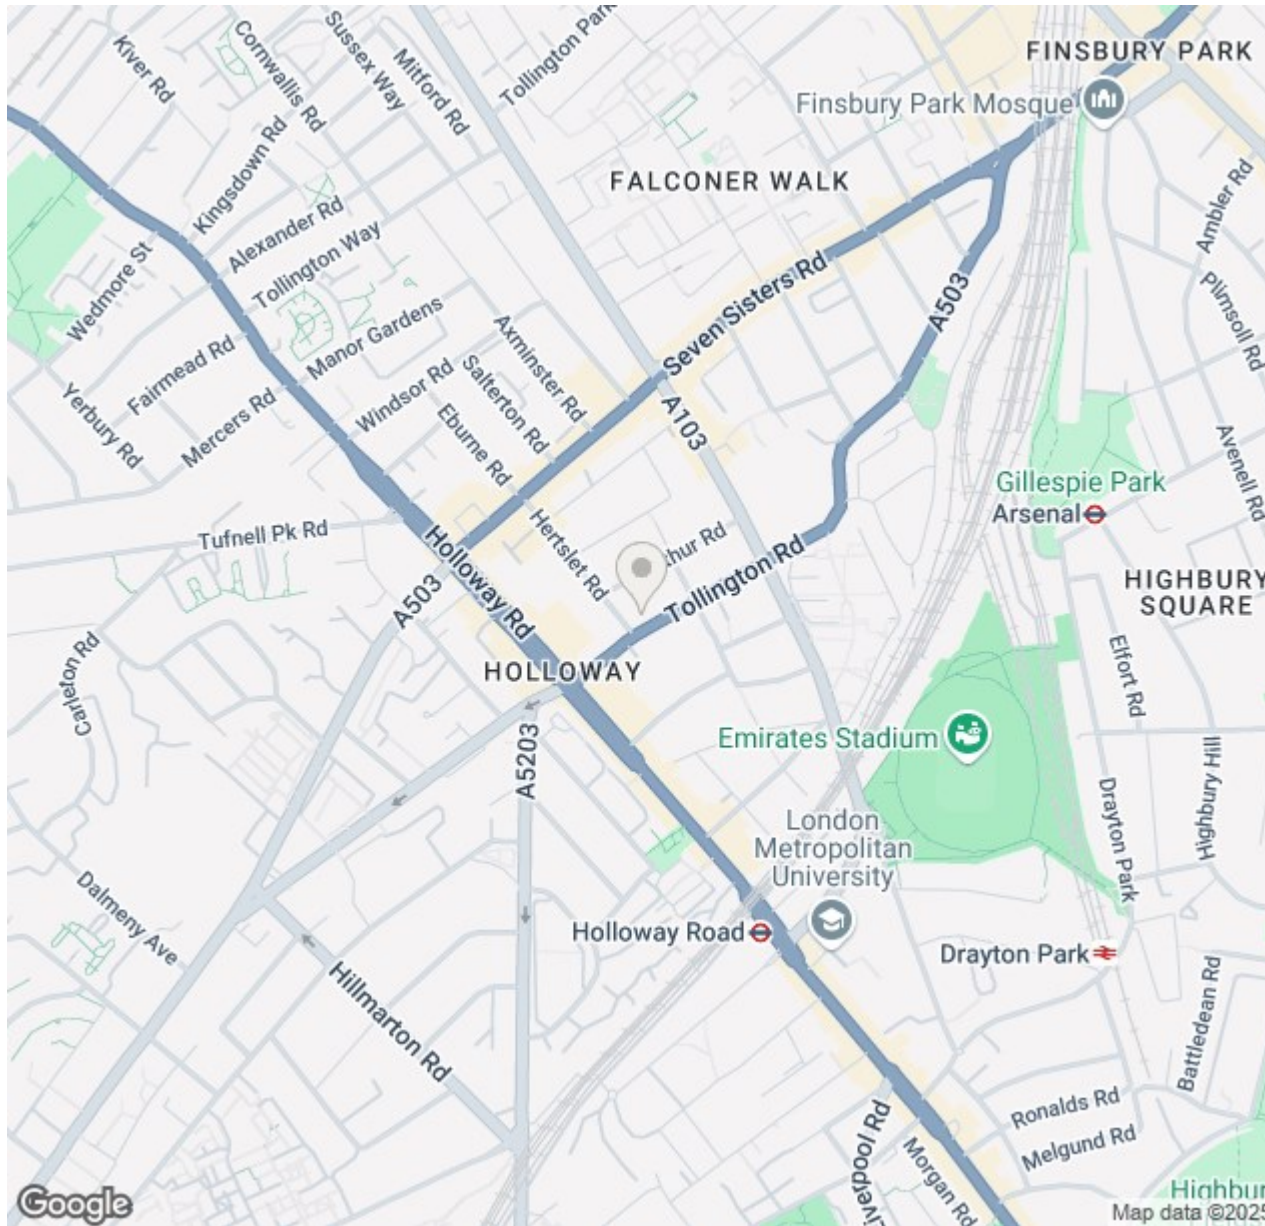 FINSBURY PARK
Finsbury Park Mosque
FALCONER WALK
Kiver Rd
Cornwallis Rd
Sussex Way
Mitford Rd
Tollington Park
Kingsdown Rd
Alexander Rd
Tollington Way
Wedmore St
Fairmead Rd
Manor Gardens
Mercers Rd
Yerbury Rd
Windsor Rd
Axminster Rd
Salterton Rd
Eburne Rd
Seven Sisters Rd
A103
A503
Ambler Rd
Plimsoll Rd
Avenell Rd
Gillespie Park
Arsenal
HIGHBURY
SQUARE
Tufnell Pk Rd
Holloway Rd
Hertslet Rd
thur Rd
Tollington Rd
A503
HOLLOWAY
Carleton Rd
A5203
Emirates Stadium
Elfort Rd
Drayton Park
Highbury Hill
London
Metropolitan
University
Holloway Road
Drayton Park
Dalmeny Ave
Hillmarton Rd
Battledean Rd
Ronalds Rd
Melgund Rd
Liverpool Rd
Morgan Rd
Highbur
Google
Map data ©2025